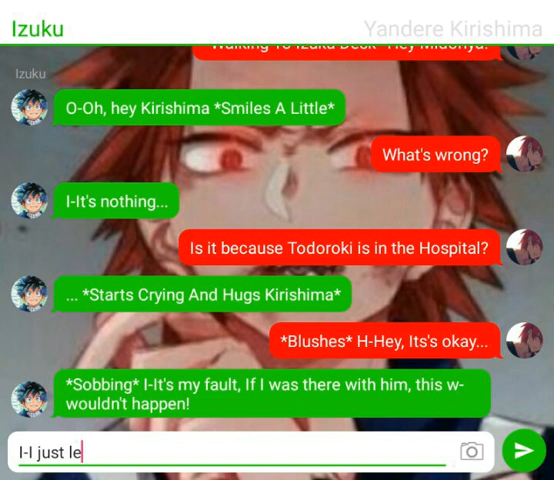 Izuku
Yandere Kirishima
Izuku
O-Oh, hey Kirishima *Smiles A Little*
What's wrong?
I-It's nothing...
Is it because Todoroki is in the Hospital?
... *Starts Crying And Hugs Kirishima*
*Blushes* H-Hey, Its's okay...
*Sobbing* I-It's my fault, If I was there with him, this w-
wouldn't happen!
I-I just le